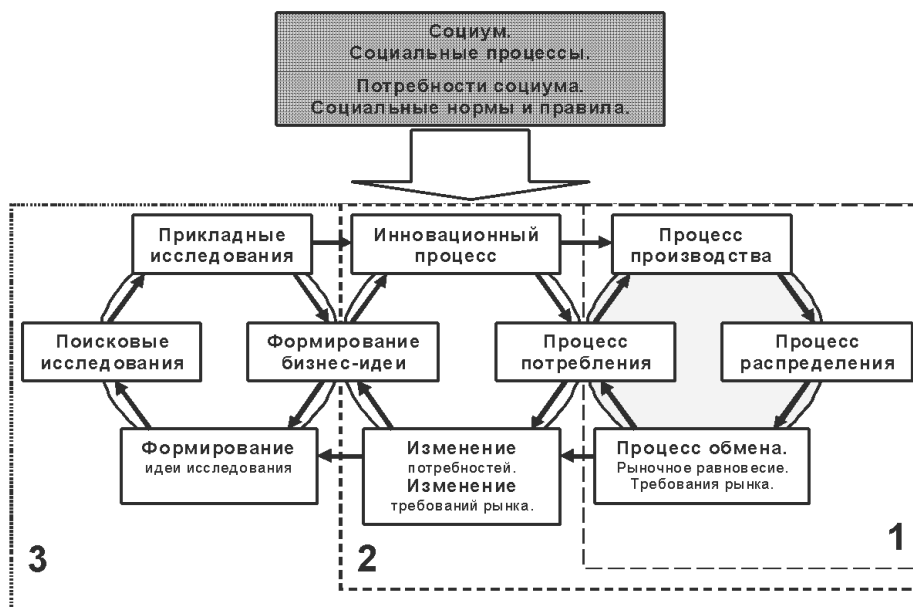 Социум.
Социальные процессы.
Потребности социума.
Социальные нормы и правила.
Прикладные
исследования
Инновационный
процесс
Процесс
производства
Поисковые
исследования
Формирование
бизнес-идеи
Процесс
потребления
Процесс
распределения
Формирование
идеи исследования
Изменение
потребностей.
Изменение
требований рынка.
Процесс обмена.
Рыночное равновесие.
Требования рынка.
3
2
1